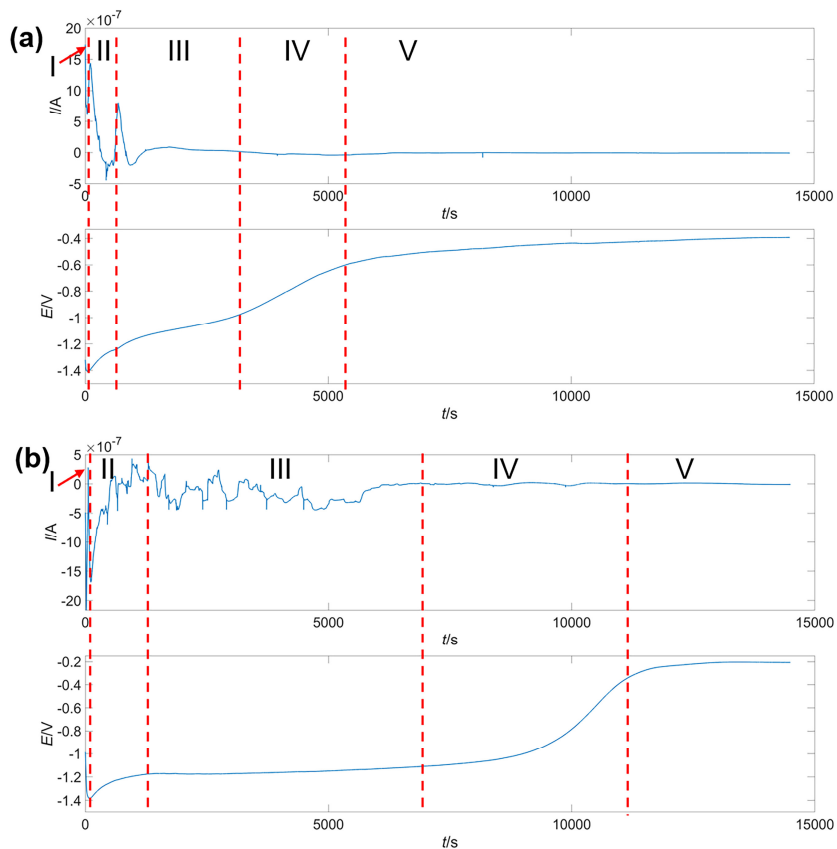 (a)
×10⁻⁷
I
II
III
IV
V
20
15
10
5
0
-5
I/A
0
5000
10000
15000
t/s
-0.4
-0.6
-0.8
-1
-1.2
-1.4
E/V
0
5000
10000
15000
t/s
(b)
×10⁻⁷
I
II
III
IV
V
5
0
-5
-10
-15
-20
I/A
0
5000
10000
15000
t/s
-0.2
-0.4
-0.6
-0.8
-1
-1.2
-1.4
E/V
0
5000
10000
15000
t/s